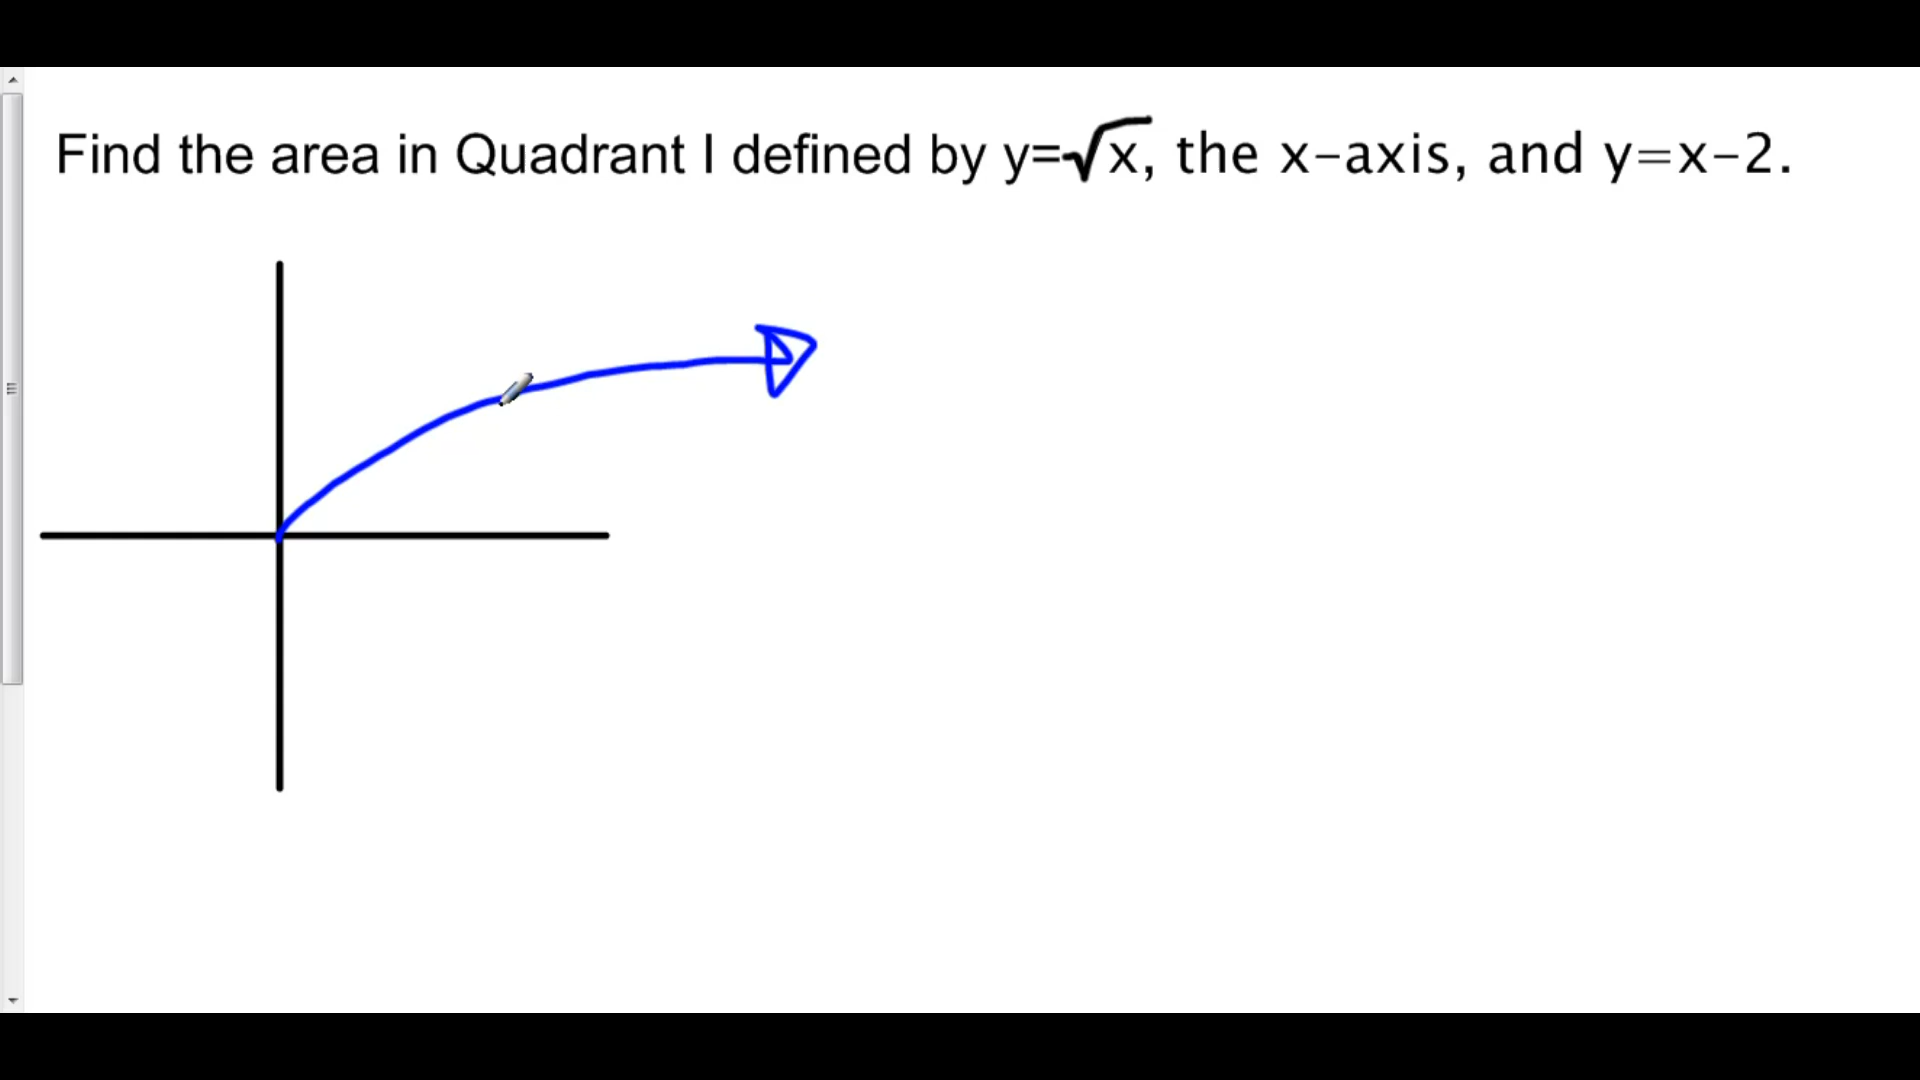 Find the area in Quadrant I defined by y=√x, the x-axis, and y=x-2.